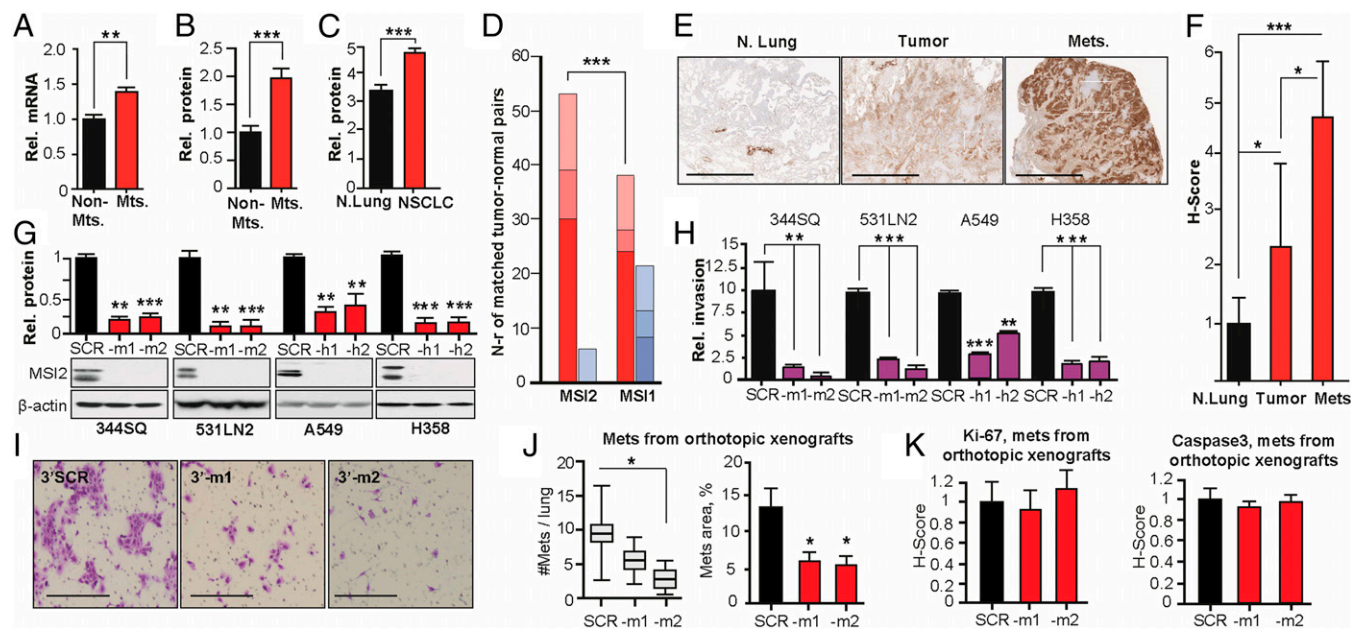 A
**
Rel. mRNA
2.0
1.5
1.0
0.5
0
Non-
Mts.
Mts.
B
***
Rel. protein
2.5
2.0
1.5
1.0
0.5
0
Non-
Mts.
Mts.
C
***
Rel. protein
5
4
3
2
1
0
N.Lung
NSCLC
D
***
N-r of matched tumor-normal pairs
60
50
40
30
20
10
0
MSI2
MSI1
E
N. Lung
Tumor
Mets.
F
***
*
*
H-Score
6
5
4
3
2
1
N.Lung
Tumor
Mets
G
Rel. protein
1
0.5
0
** ***
** ***
** **
*** ***
SCR -m1 -m2
SCR -m1 -m2
SCR -h1 -h2
SCR -h1 -h2
MSI2
β-actin
344SQ
531LN2
A549
H358
H
344SQ
531LN2
A549
H358
Rel. invasion
15
12.5
10
7.5
5.0
2.5
0
**
***
*** **
***
SCR -m1 -m2
SCR -m1 -m2
SCR -h1 -h2
SCR -h1 -h2
I
3'SCR
3'-m1
3'-m2
J
Mets from orthotopic xenografts
#Mets / lung
20
15
10
5
0
*
SCR -m1 -m2
Mets area, %
20
15
10
5
0
* *
SCR -m1 -m2
K
Ki-67, mets from
orthotopic xenografts
H-Score
1.2
1
0.8
0.6
0.4
0.2
0
SCR -m1 -m2
Caspase3, mets from
orthotopic xenografts
H-Score
1.2
1
0.8
0.6
0.4
0.2
0
SCR -m1 -m2